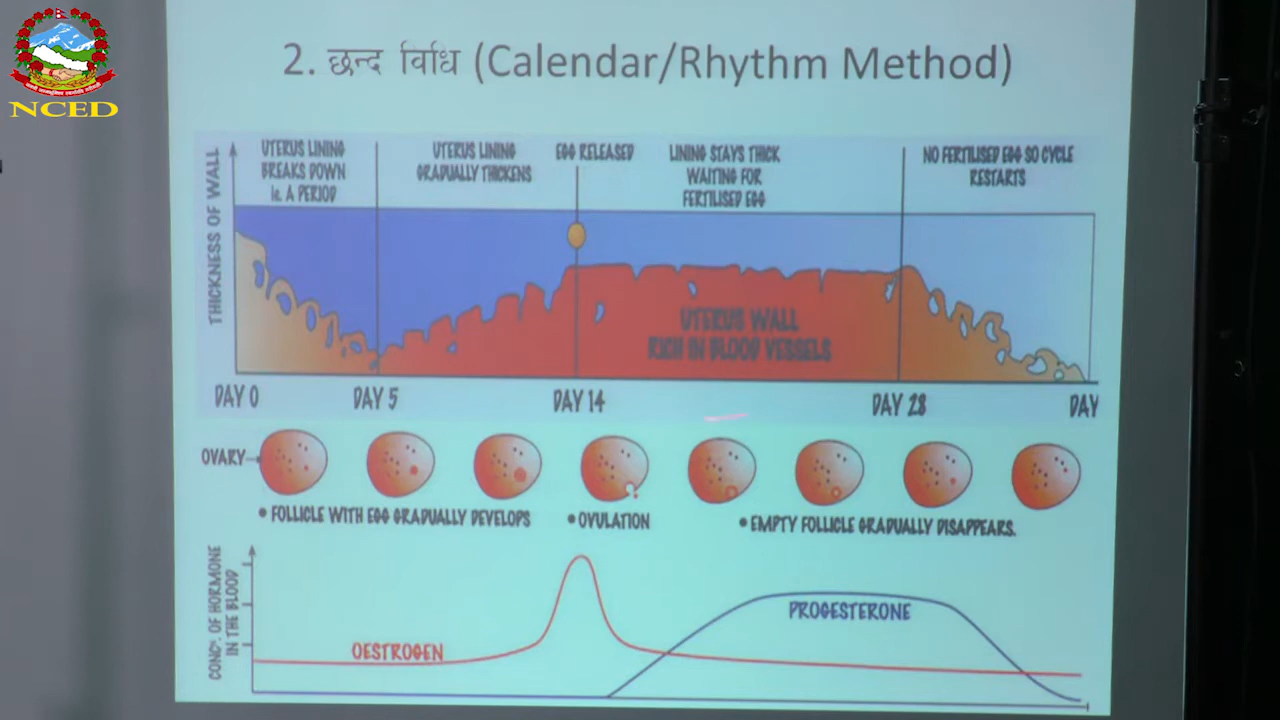 NCED
2. छन्द विधि (Calendar/Rhythm Method)
THICKNESS OF WALL
UTERUS LINING
BREAKS DOWN
ie. A PERIOD
UTERUS LINING
GRADUALLY THICKENS
EGG RELEASED
LINING STAYS THICK
WAITING FOR
FERTILISED EGG
NO FERTILISED EGG SO CYCLE
RESTARTS
UTERUS WALL
RICH IN BLOOD VESSELS
DAY 0
DAY 5
DAY 14
DAY 28
DAY
OVARY
• FOLLICLE WITH EGG GRADUALLY DEVELOPS
• OVULATION
• EMPTY FOLLICLE GRADUALLY DISAPPEARS.
CONCⁿ. OF HORMONE
IN THE BLOOD
OESTROGEN
PROGESTERONE